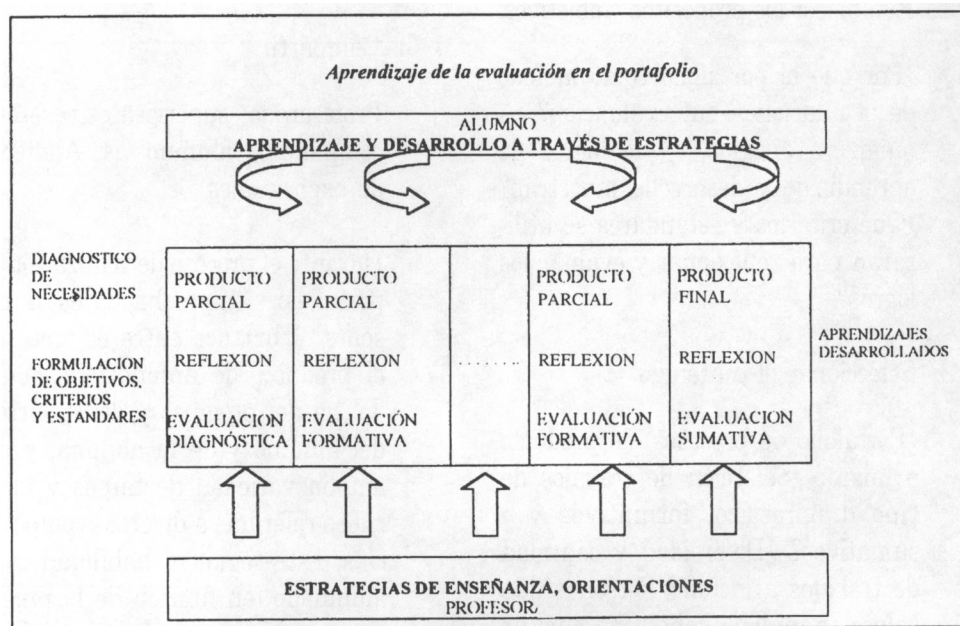 Aprendizaje de la evaluación en el portafolio
ALUMNO
APRENDIZAJE Y DESARROLLO A TRAVÉS DE ESTRATEGIAS
DIAGNOSTICO
DE
NECESIDADES
FORMULACIÓN
DE OBJETIVOS,
CRITERIOS
Y ESTANDARES
PRODUCTO
PARCIAL
REFLEXION
EVALUACION
DIAGNÓSTICA
PRODUCTO
PARCIAL
REFLEXION
EVALUACIÓN
FORMATIVA
PRODUCTO
PARCIAL
REFLEXION
EVALUACIÓN
FORMATIVA
PRODUCTO
FINAL
REFLEXION
EVALUACION
SUMATIVA
APRENDIZAJES
DESARROLLADOS
ESTRATEGIAS DE ENSEÑANZA, ORIENTACIONES
PROFESOR